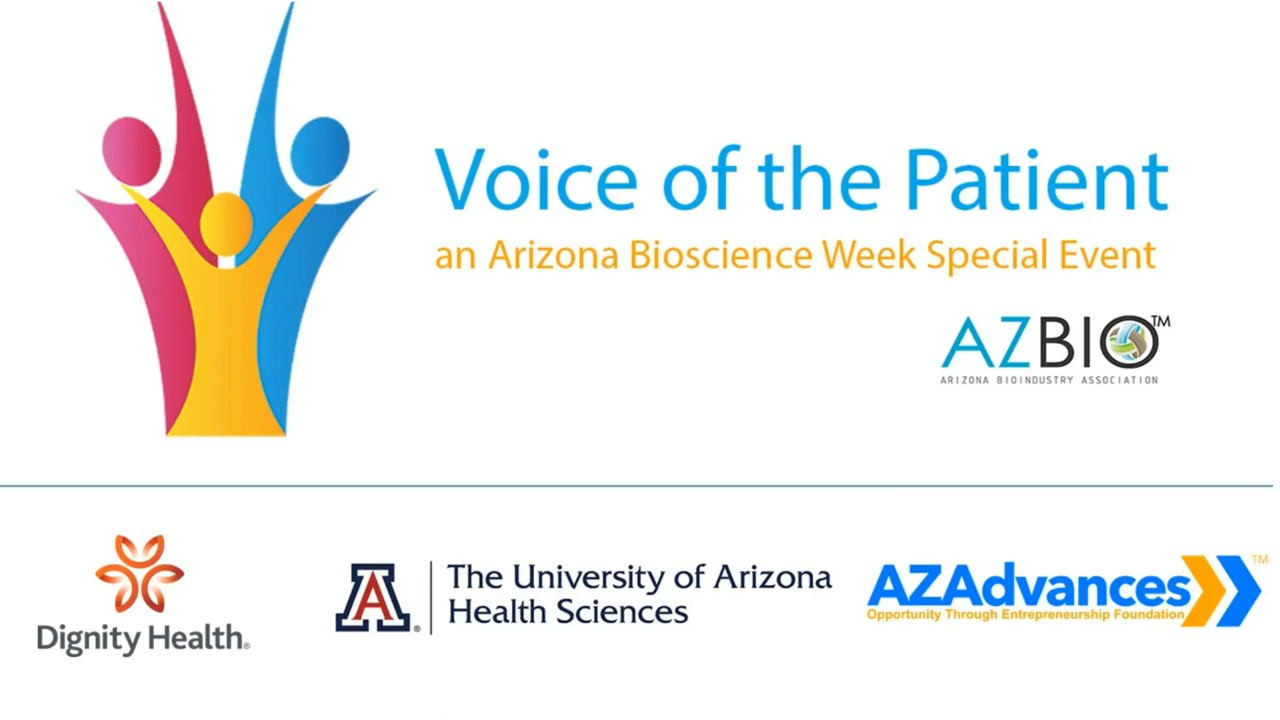 Voice of the Patient
an Arizona Bioscience Week Special Event
AZBIO™
ARIZONA BIOINDUSTRY ASSOCIATION
Dignity Health®
A®
The University of Arizona
Health Sciences
AZAdvances™
Opportunity Through Entrepreneurship Foundation